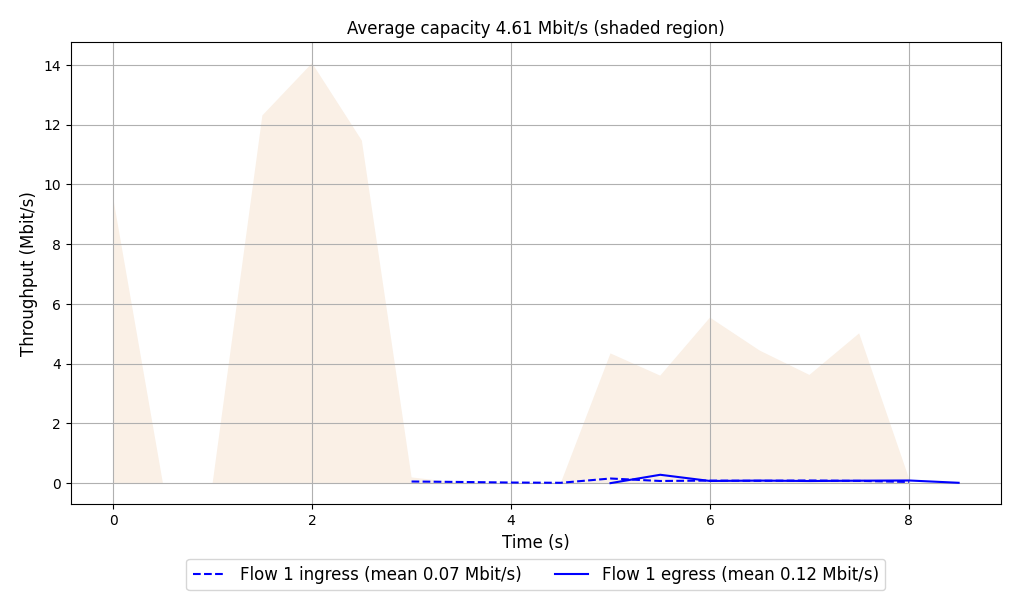 Average capacity 4.61 Mbit/s (shaded region)
Throughput (Mbit/s)
14
12
10
8
6
4
2
0
0 2 4 6 8
Time (s)
Flow 1 ingress (mean 0.07 Mbit/s) Flow 1 egress (mean 0.12 Mbit/s)